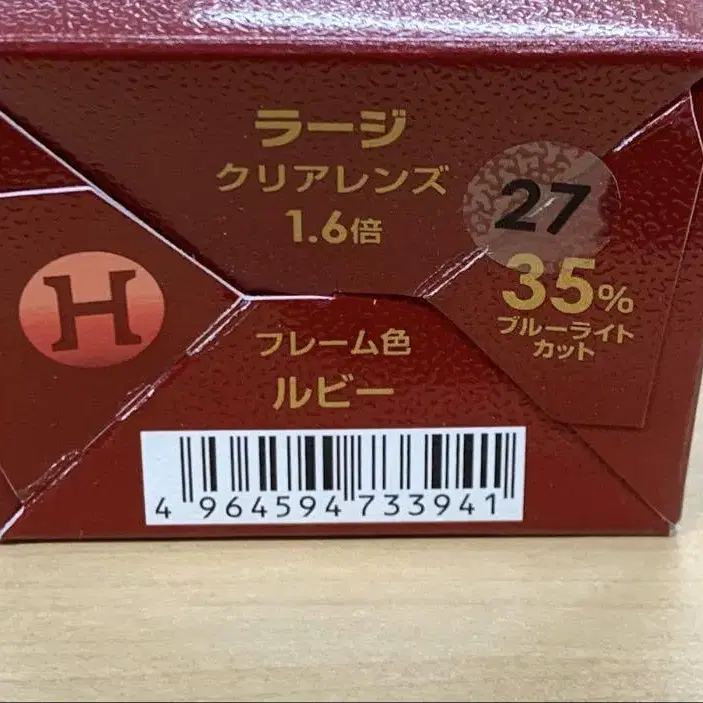 ラージ
クリアレンズ
1.6倍
27
35%
ブルーライト
カット
H
フレーム色
ルビー
4 964594 733941